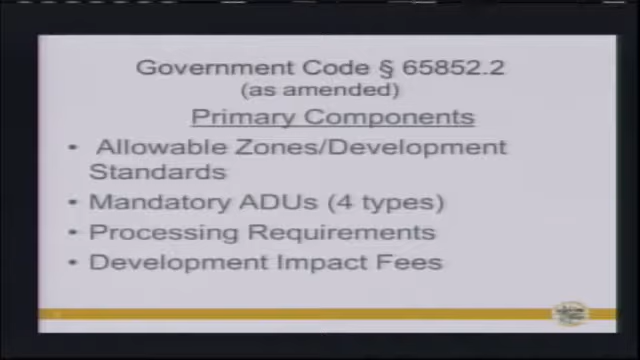 Government Code § 65852.2
(as amended)
Primary Components
• Allowable Zones/Development
Standards
• Mandatory ADUs (4 types)
• Processing Requirements
• Development Impact Fees